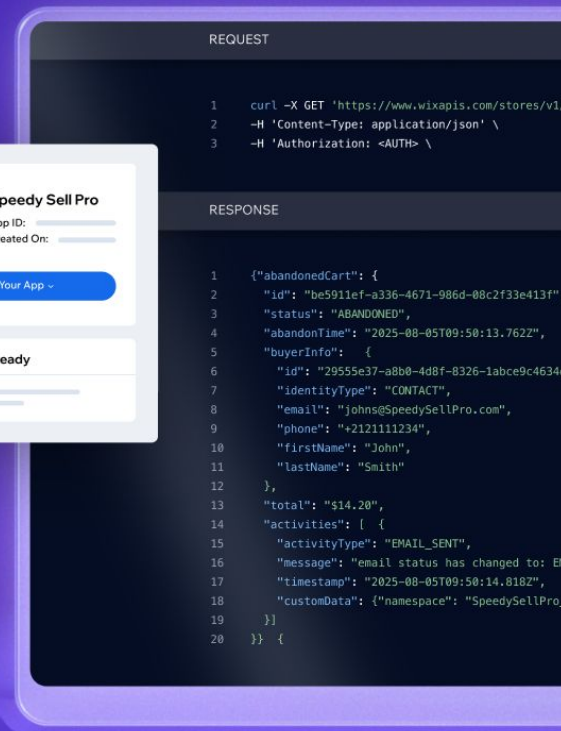 REQUEST
1 curl -X GET 'https://www.wixapis.com/stores/v1/
2 -H 'Content-Type: application/json' \
3 -H 'Authorization: <AUTH> \
peedy Sell Pro
pp ID:
eated On:
Your App
eady
RESPONSE
1 {"abandonedCart": {
2 "id": "be5911ef-a336-4671-986d-08c2f33e413f"
3 "status": "ABANDONED",
4 "abandonTime": "2025-08-05T09:50:13.762Z",
5 "buyerInfo": {
6 "id": "29555e37-a8b0-4d8f-8326-1abce9c4634
7 "identityType": "CONTACT",
8 "email": "johns@SpeedySellPro.com",
9 "phone": "+2121111234",
10 "firstName": "John",
11 "lastName": "Smith"
12 },
13 "total": "$14.20",
14 "activities": [ {
15 "activityType": "EMAIL_SENT",
16 "message": "email status has changed to: EM
17 "timestamp": "2025-08-05T09:50:14.818Z",
18 "customData": {"namespace": "SpeedySellPro_
19 }]
20 }} {